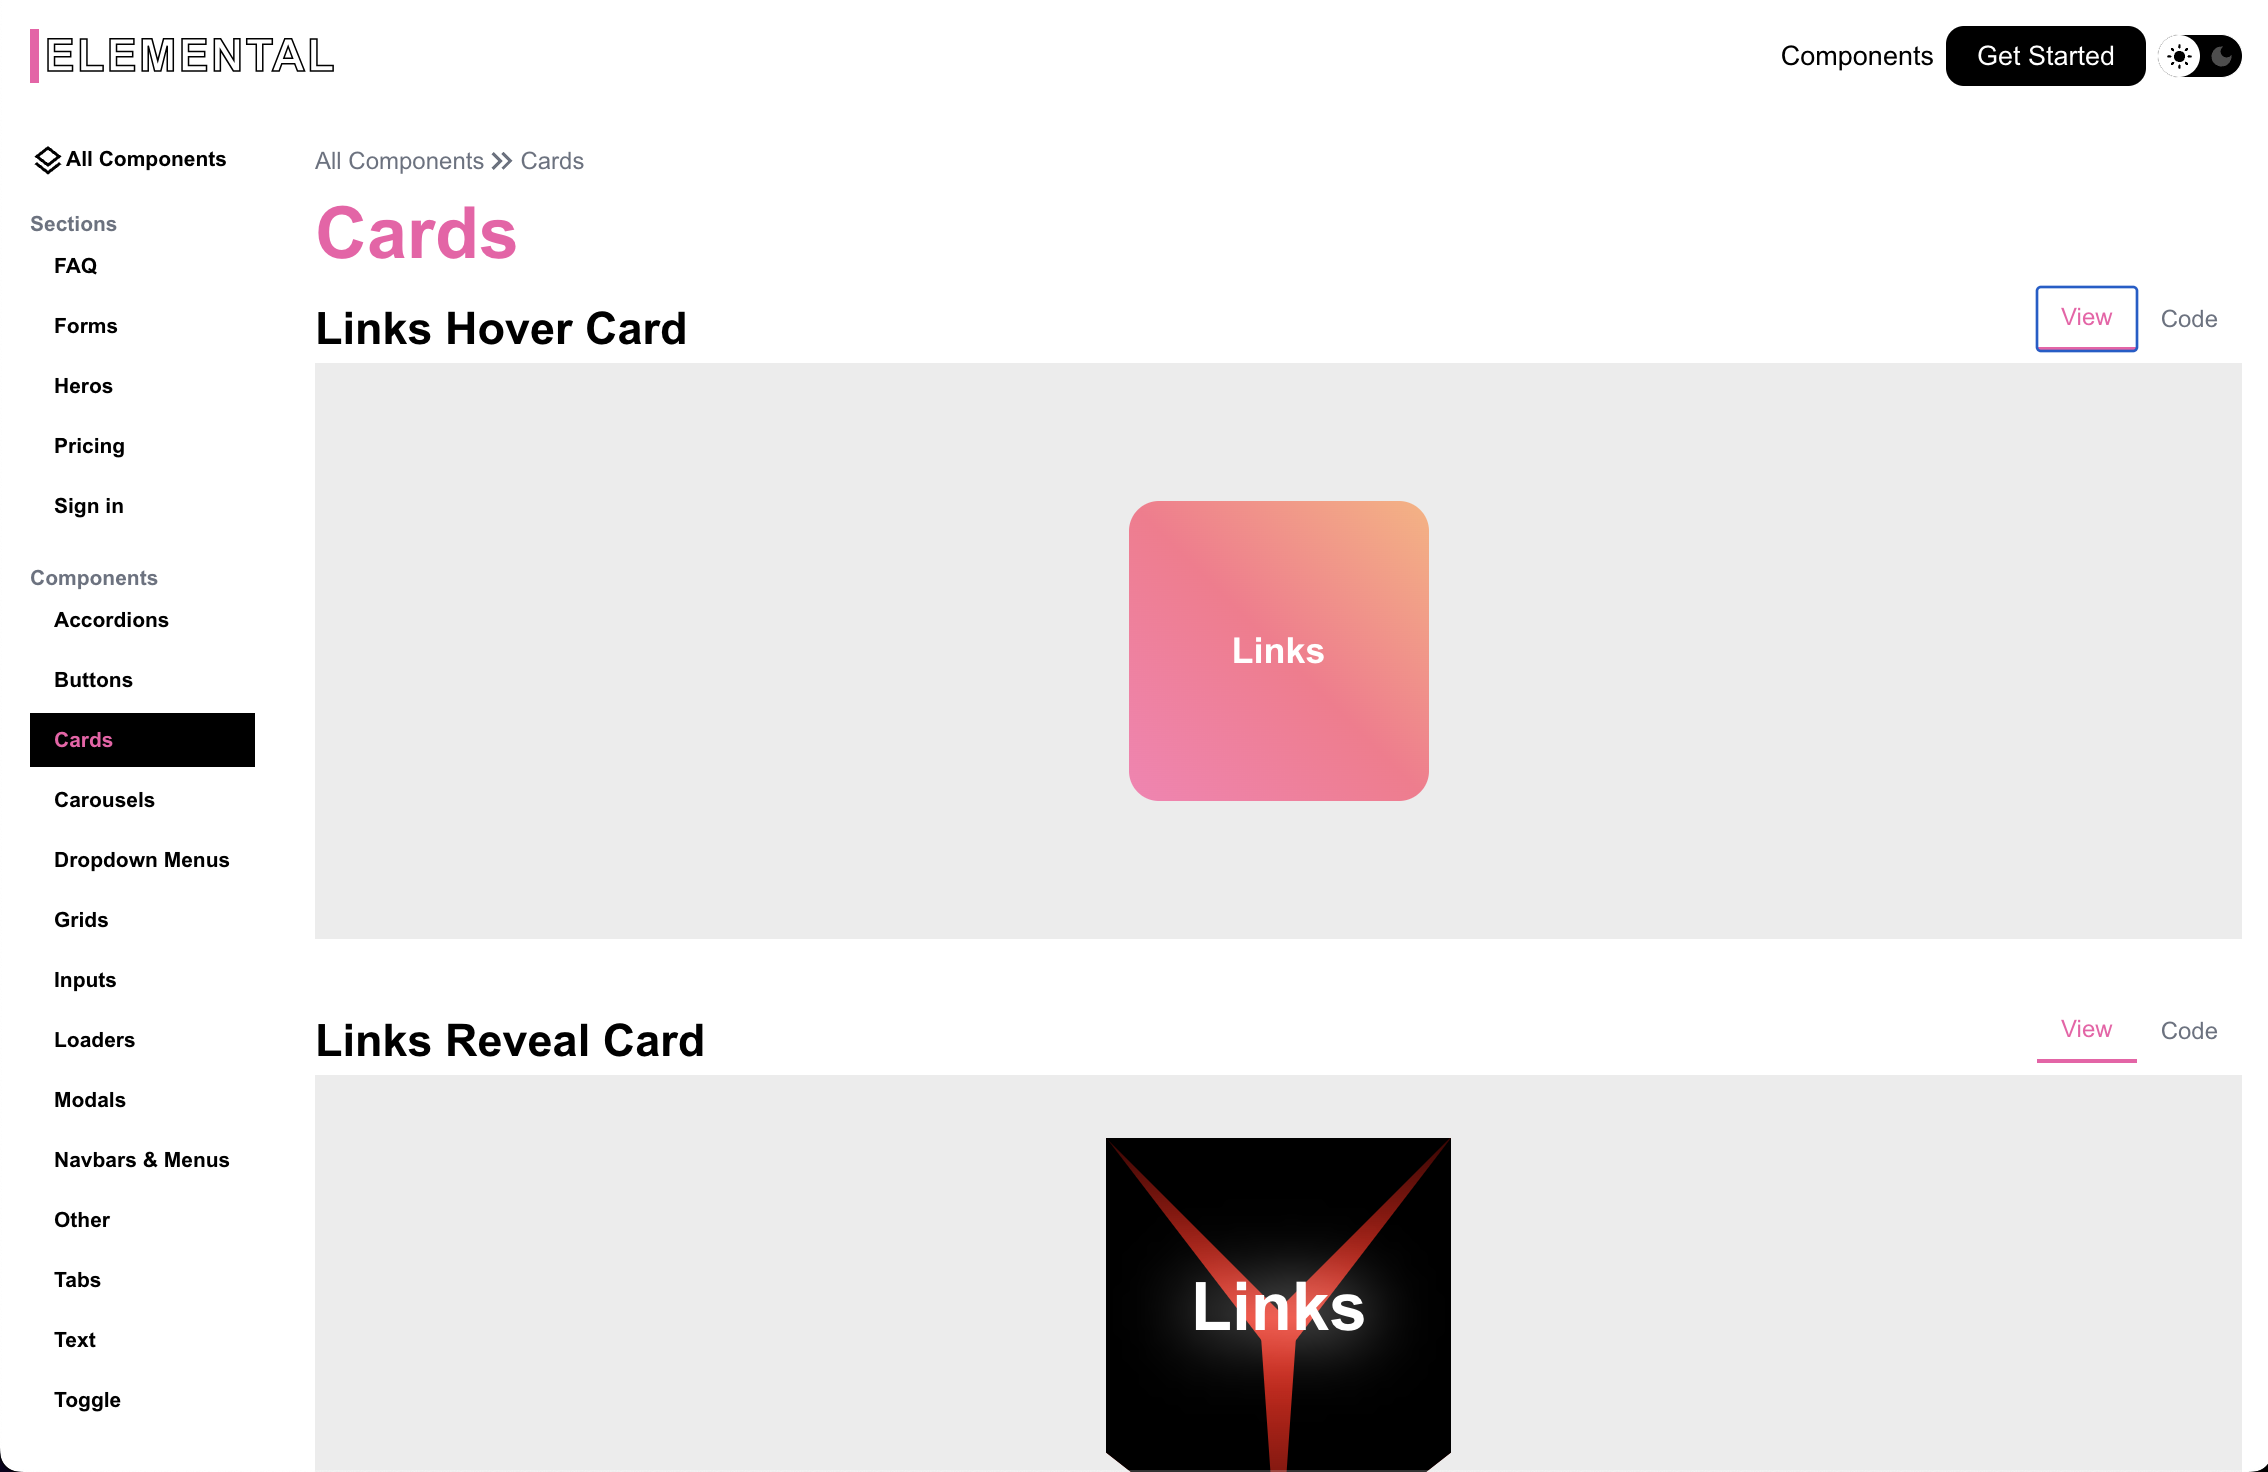 ELEMENTAL
Components
Get Started
All Components
Sections
FAQ
Forms
Heros
Pricing
Sign in
Components
Accordions
Buttons
Cards
Carousels
Dropdown Menus
Grids
Inputs
Loaders
Modals
Navbars & Menus
Other
Tabs
Text
Toggle
All Components Cards
Cards
Links Hover Card
View
Code
Links
Links Reveal Card
View
Code
Links